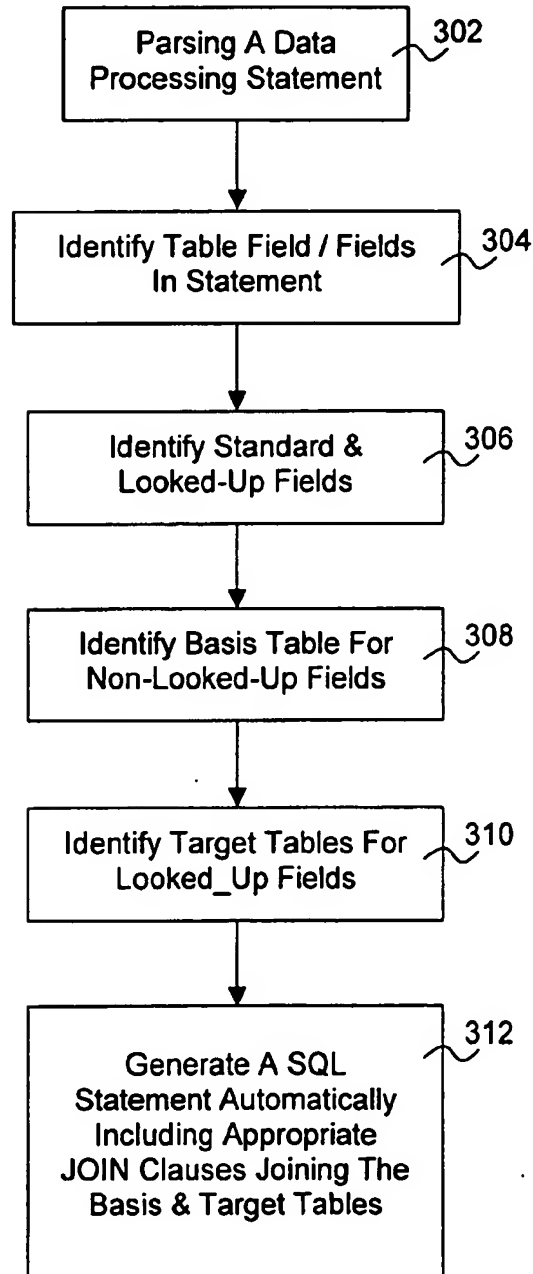 Parsing A Data
Processing Statement
302
Identify Table Field / Fields
In Statement
304
Identify Standard &
Looked-Up Fields
306
Identify Basis Table For
Non-Looked-Up Fields
308
Identify Target Tables For
Looked_Up Fields
310
Generate A SQL
Statement Automatically
Including Appropriate
JOIN Clauses Joining The
Basis & Target Tables
312